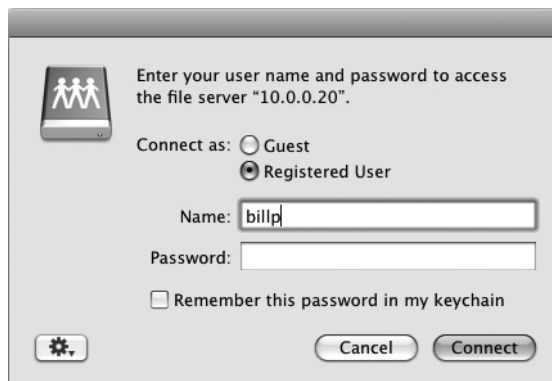 Enter your user name and password to access
the file server “10.0.0.20”.
Connect as: Guest
Registered User
Name: billp
Password:
Remember this password in my keychain
Cancel Connect